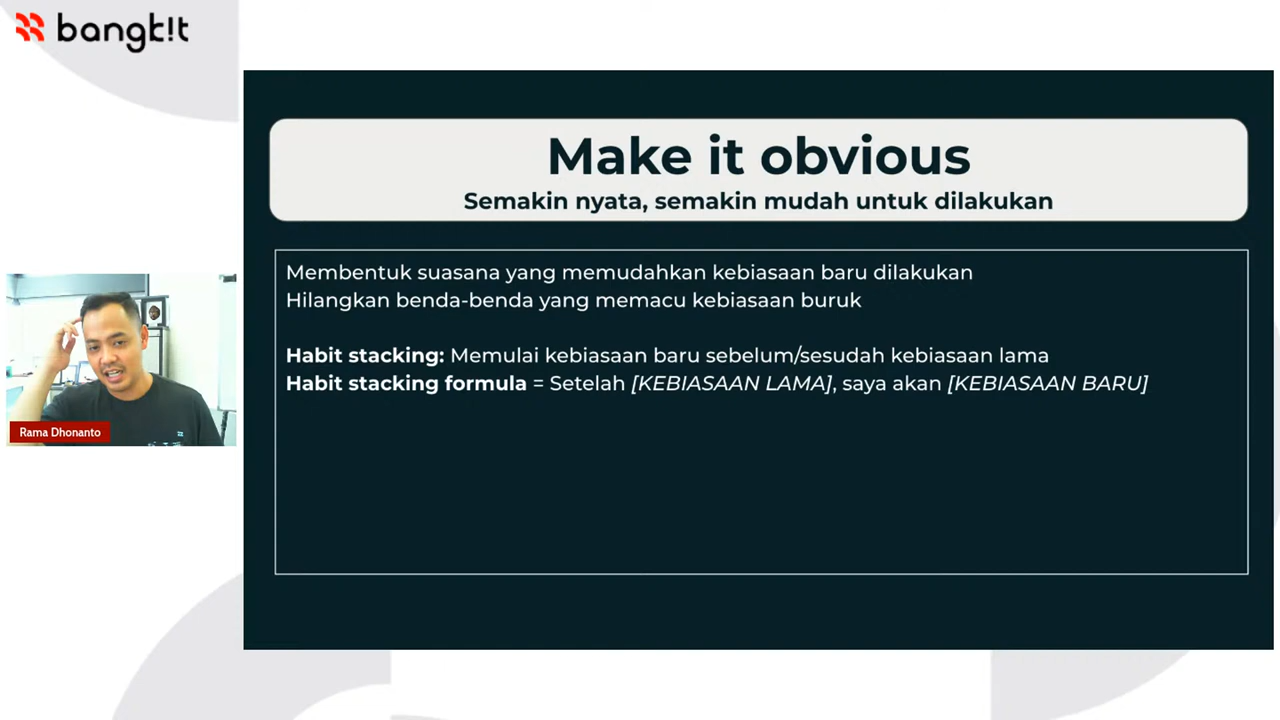 bangk!t
Make it obvious
Semakin nyata, semakin mudah untuk dilakukan
Membentuk suasana yang memudahkan kebiasaan baru dilakukan
Hilangkan benda-benda yang memacu kebiasaan buruk
Habit stacking: Memulai kebiasaan baru sebelum/sesudah kebiasaan lama
Habit stacking formula = Setelah [KEBIASAAN LAMA], saya akan [KEBIASAAN BARU]
Rama Dhonanto